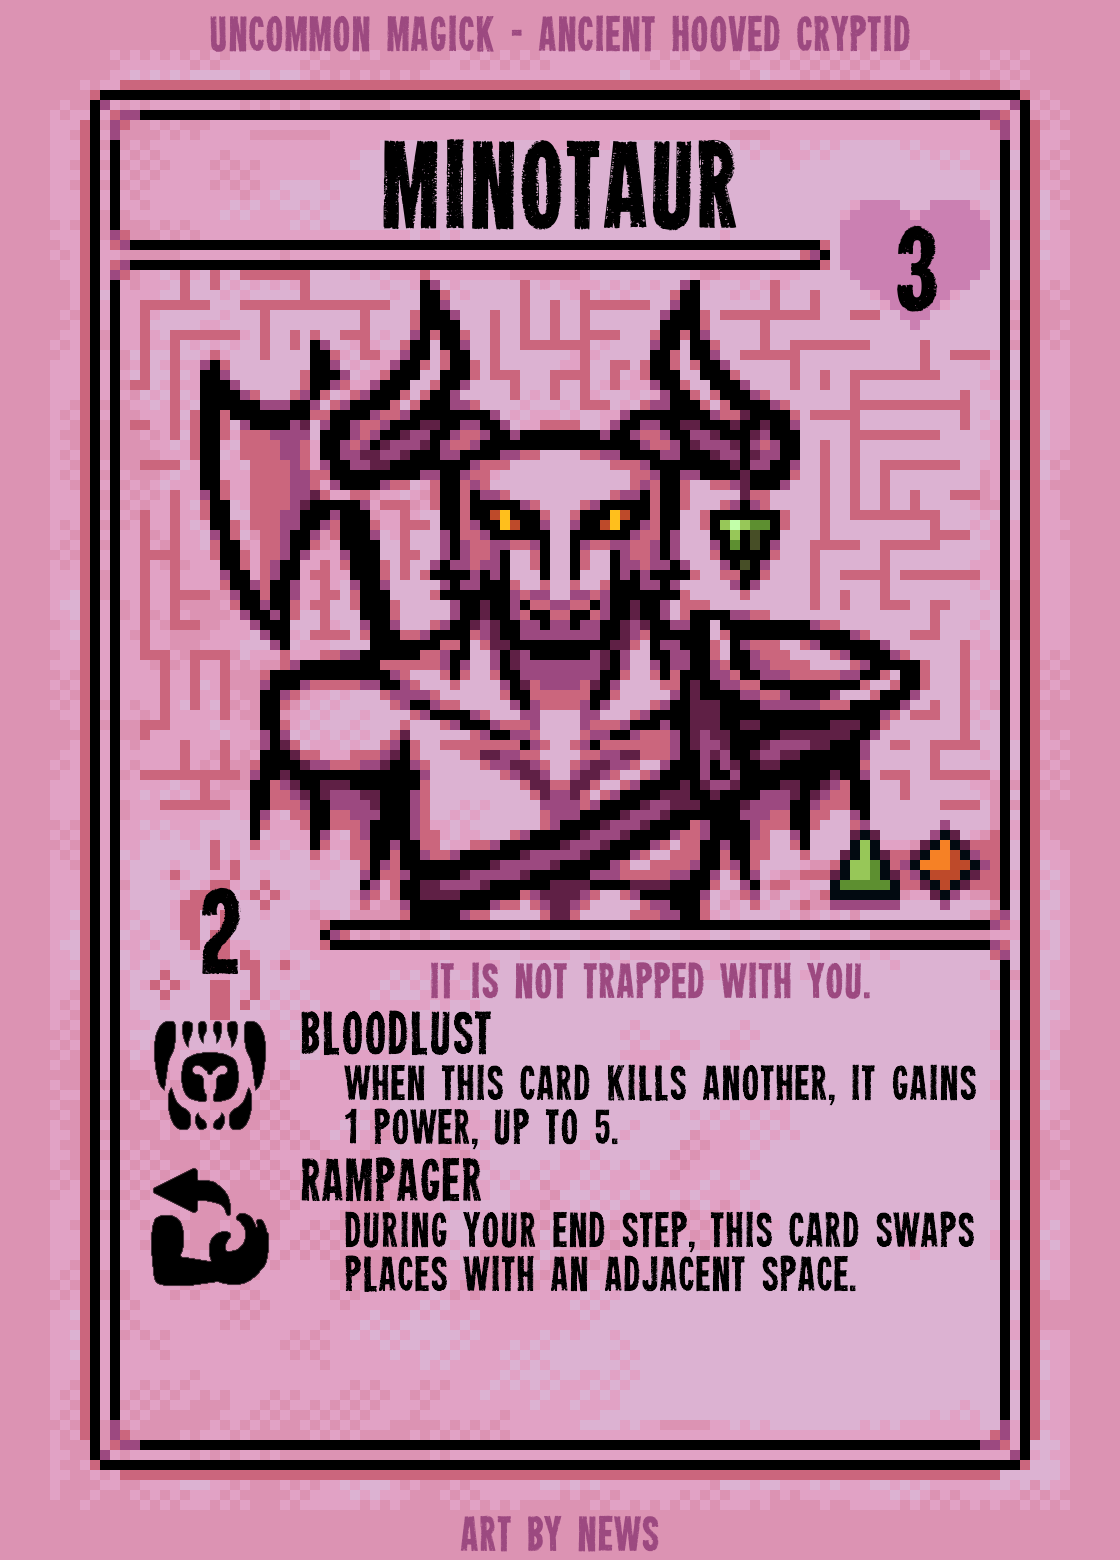 UNCOMMON MAGICK - ANCIENT HOOVED CRYPTID
MINOTAUR
3
2
IT IS NOT TRAPPED WITH YOU.
BLOODLUST
WHEN THIS CARD KILLS ANOTHER, IT GAINS
1 POWER, UP TO 5.
RAMPAGER
DURING YOUR END STEP, THIS CARD SWAPS
PLACES WITH AN ADJACENT SPACE.
ART BY NEWS